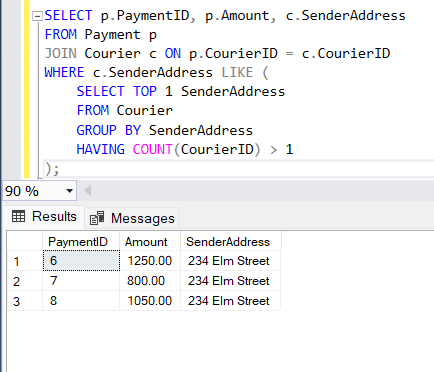 SELECT p.PaymentID, p.Amount, c.SenderAddress
FROM Payment p
JOIN Courier c ON p.CourierID = c.CourierID
WHERE c.SenderAddress LIKE (
    SELECT TOP 1 SenderAddress
    FROM Courier
    GROUP BY SenderAddress
    HAVING COUNT(CourierID) > 1
);
90 %
Results Messages
PaymentID Amount SenderAddress
1 6 1250.00 234 Elm Street
2 7 800.00 234 Elm Street
3 8 1050.00 234 Elm Street